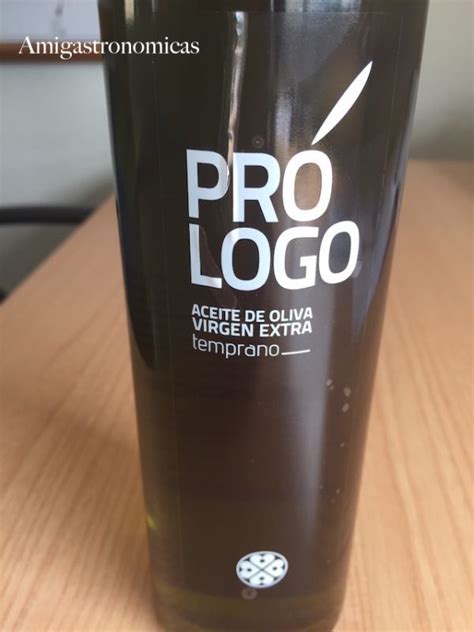 Amigastronomicas
PRÓ
LOGO
ACEITE DE OLIVA
VIRGEN EXTRA
temprano